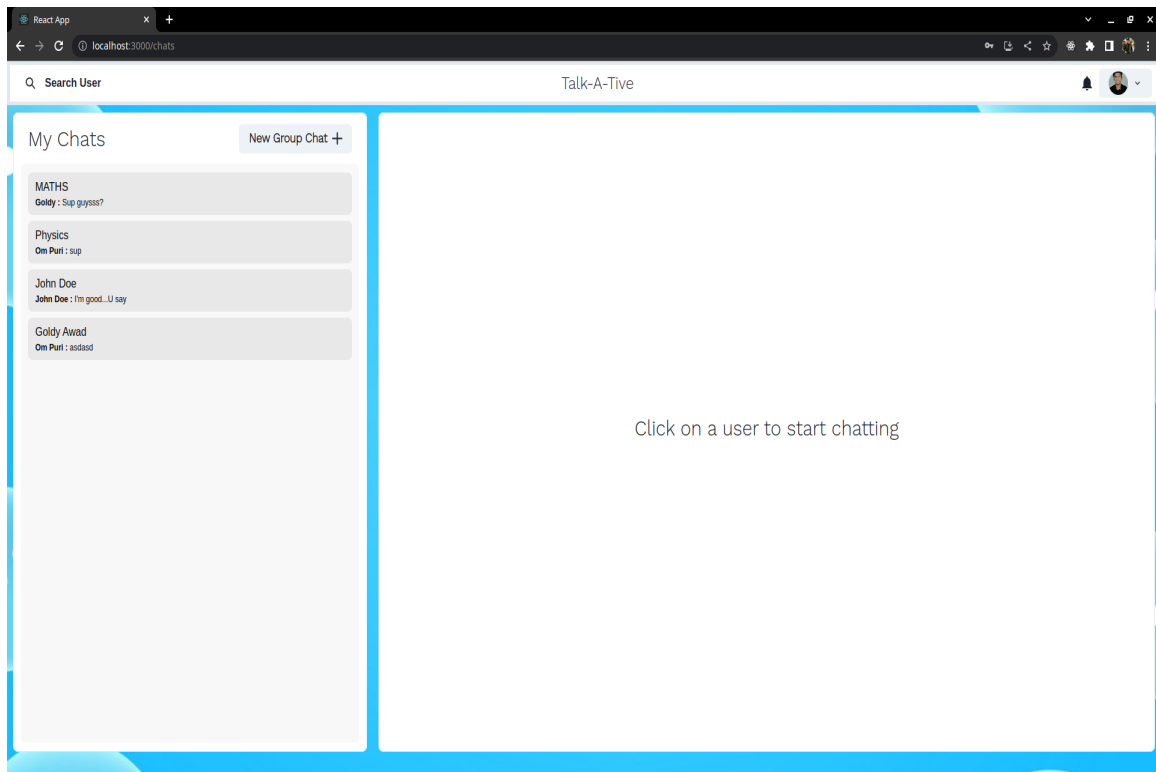 React App
localhost:3000/chats
Search User
Talk-A-Tive
My Chats
New Group Chat +
MATHS
Goldy : Sup guysss?
Physics
Om Puri : sup
John Doe
John Doe : I'm good...U say
Goldy Awad
Om Puri : asdasd
Click on a user to start chatting